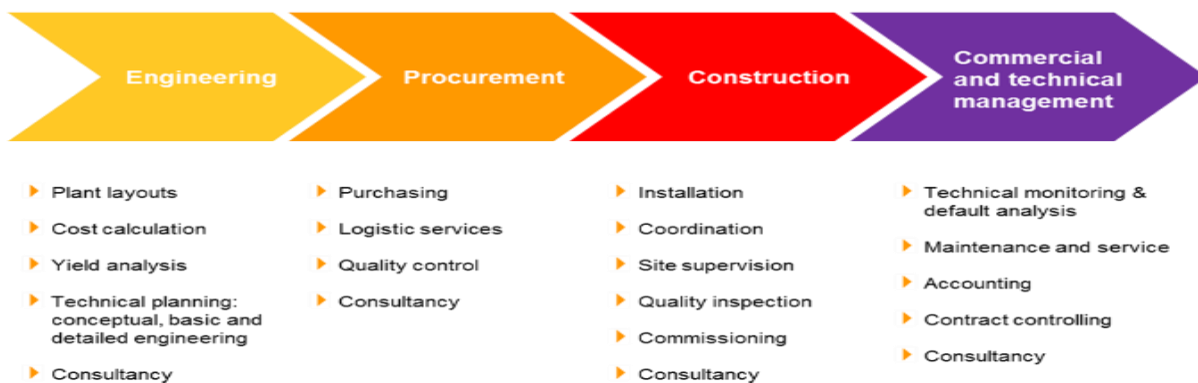 Engineering
Procurement
Construction
Commercial
and technical
management
Plant layouts
Cost calculation
Yield analysis
Technical planning:
conceptual, basic and
detailed engineering
Consultancy
Purchasing
Logistic services
Quality control
Consultancy
Installation
Coordination
Site supervision
Quality inspection
Commissioning
Consultancy
Technical monitoring &
default analysis
Maintenance and service
Accounting
Contract controlling
Consultancy